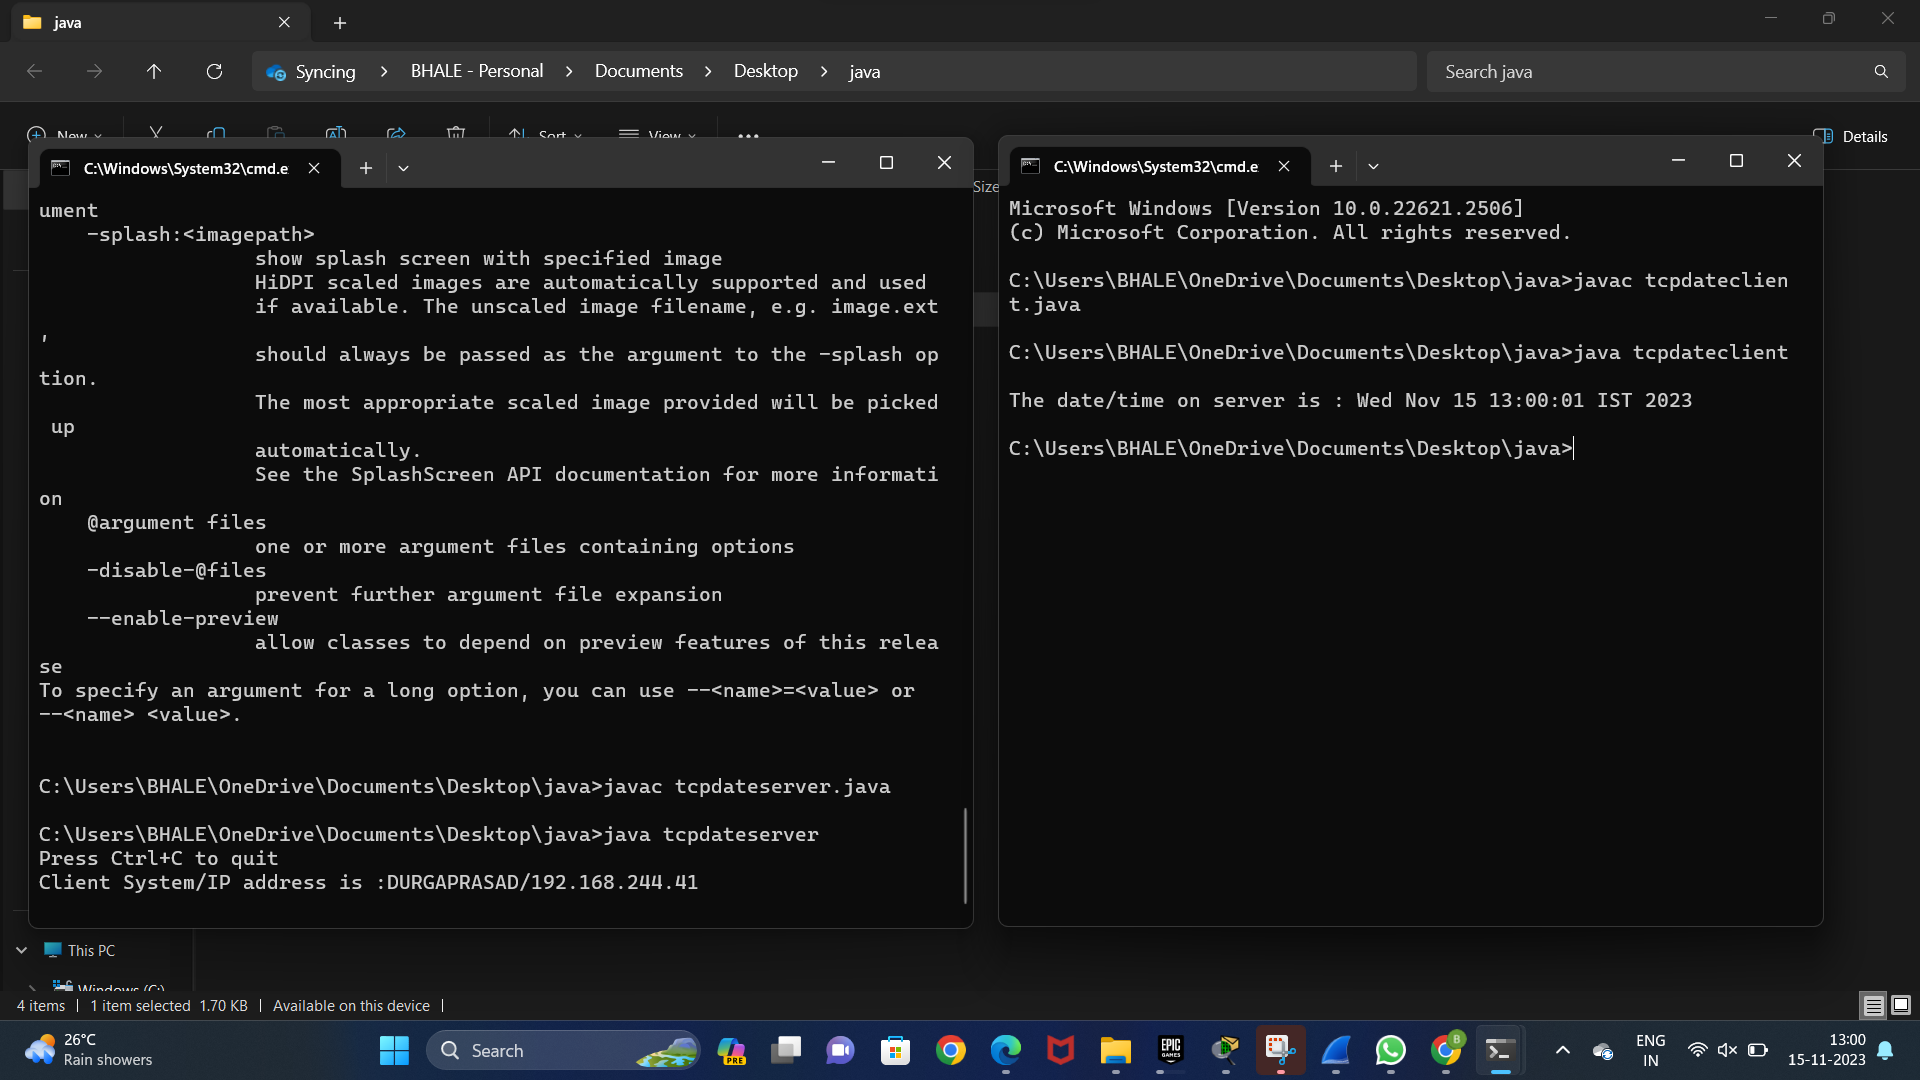 java
Syncing > BHALE - Personal > Documents > Desktop > java
Search java
New
Sort
View
Details
Size
C:\Windows\System32\cmd.e
ument
    -splash:<imagepath>
                  show splash screen with specified image
                  HiDPI scaled images are automatically supported and used
                  if available. The unscaled image filename, e.g. image.ext
,
                  should always be passed as the argument to the -splash op
tion.
                  The most appropriate scaled image provided will be picked
 up
                  automatically.
                  See the SplashScreen API documentation for more informati
on
    @argument files
                  one or more argument files containing options
    -disable-@files
                  prevent further argument file expansion
    --enable-preview
                  allow classes to depend on preview features of this relea
se
To specify an argument for a long option, you can use --<name>=<value> or
--<name> <value>.
C:\Users\BHALE\OneDrive\Documents\Desktop\java>javac tcpdateserver.java
C:\Users\BHALE\OneDrive\Documents\Desktop\java>java tcpdateserver
Press Ctrl+C to quit
Client System/IP address is :DURGAPRASAD/192.168.244.41
C:\Windows\System32\cmd.e
Microsoft Windows [Version 10.0.22621.2506]
(c) Microsoft Corporation. All rights reserved.
C:\Users\BHALE\OneDrive\Documents\Desktop\java>javac tcpdateclien
t.java
C:\Users\BHALE\OneDrive\Documents\Desktop\java>java tcpdateclient
The date/time on server is : Wed Nov 15 13:00:01 IST 2023
C:\Users\BHALE\OneDrive\Documents\Desktop\java>
This PC
Windows (C:)
4 items | 1 item selected 1.70 KB | Available on this device |
26°C
Rain showers
Search
PRE
EPIC
GAMES
B
ENG
IN
13:00
15-11-2023